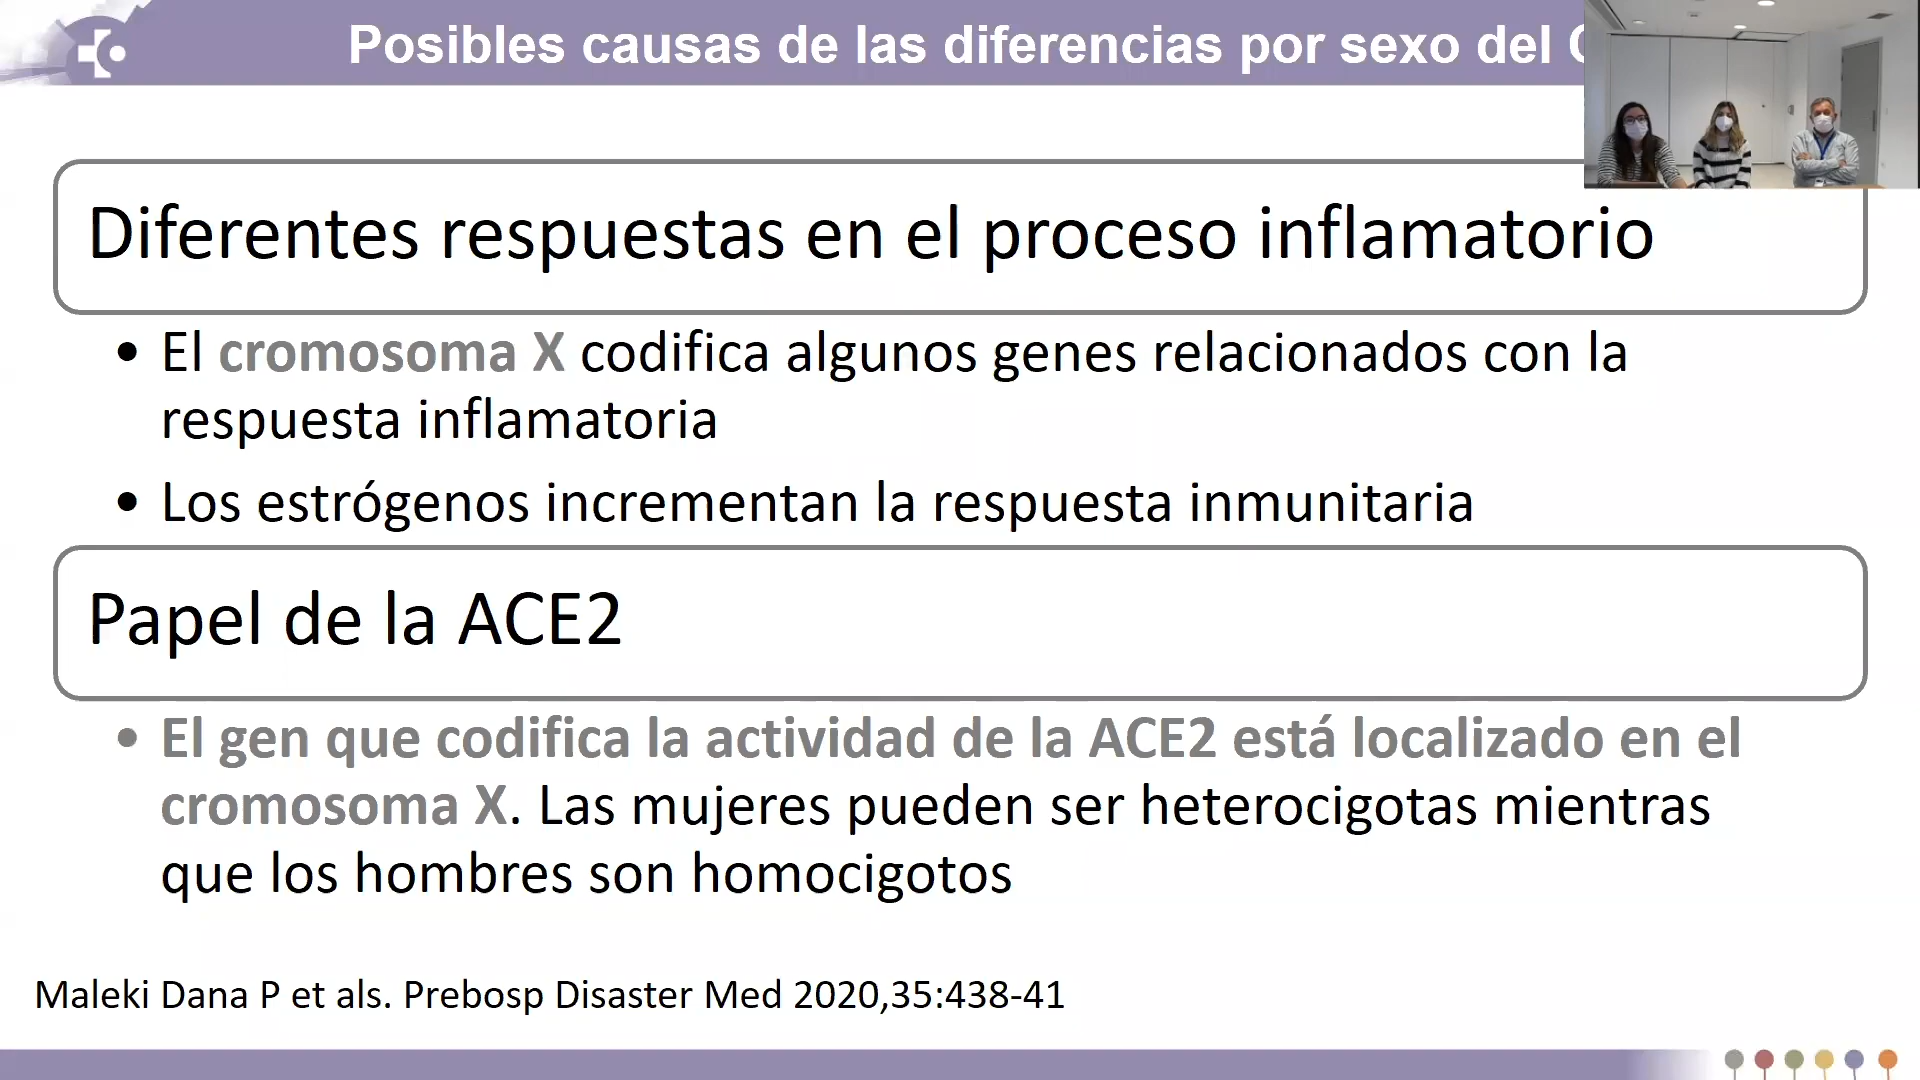 Posibles causas de las diferencias por sexo del
Diferentes respuestas en el proceso inflamatorio
• El cromosoma X codifica algunos genes relacionados con la
respuesta inflamatoria
• Los estrógenos incrementan la respuesta inmunitaria
Papel de la ACE2
• El gen que codifica la actividad de la ACE2 está localizado en el
cromosoma X. Las mujeres pueden ser heterocigotas mientras
que los hombres son homocigotos
Maleki Dana P et als. Prebosp Disaster Med 2020,35:438-41